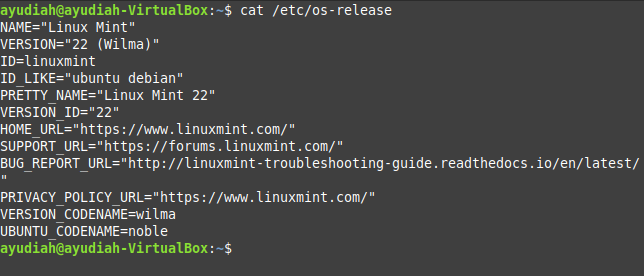 ayudiah@ayudiah-VirtualBox:~$ cat /etc/os-release
NAME="Linux Mint"
VERSION="22 (Wilma)"
ID=linuxmint
ID_LIKE="ubuntu debian"
PRETTY_NAME="Linux Mint 22"
VERSION_ID="22"
HOME_URL="https://www.linuxmint.com/"
SUPPORT_URL="https://forums.linuxmint.com/"
BUG_REPORT_URL="http://linuxmint-troubleshooting-guide.readthedocs.io/en/latest/
"
PRIVACY_POLICY_URL="https://www.linuxmint.com/"
VERSION_CODENAME=wilma
UBUNTU_CODENAME=noble
ayudiah@ayudiah-VirtualBox:~$